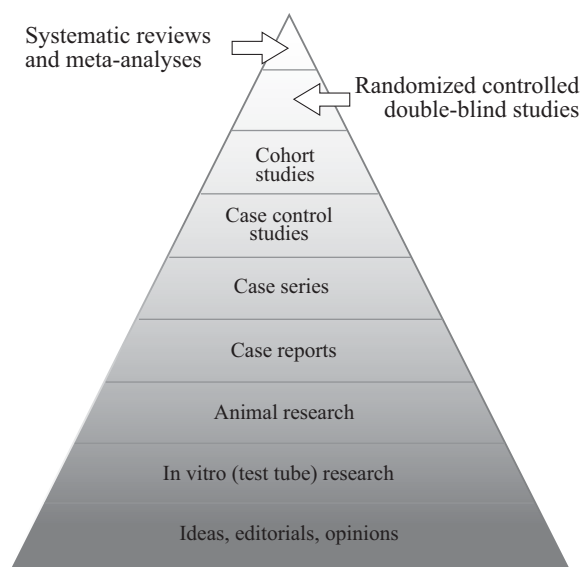 Systematic reviews
and meta-analyses
Randomized controlled
double-blind studies
Cohort
studies
Case control
studies
Case series
Case reports
Animal research
In vitro (test tube) research
Ideas, editorials, opinions